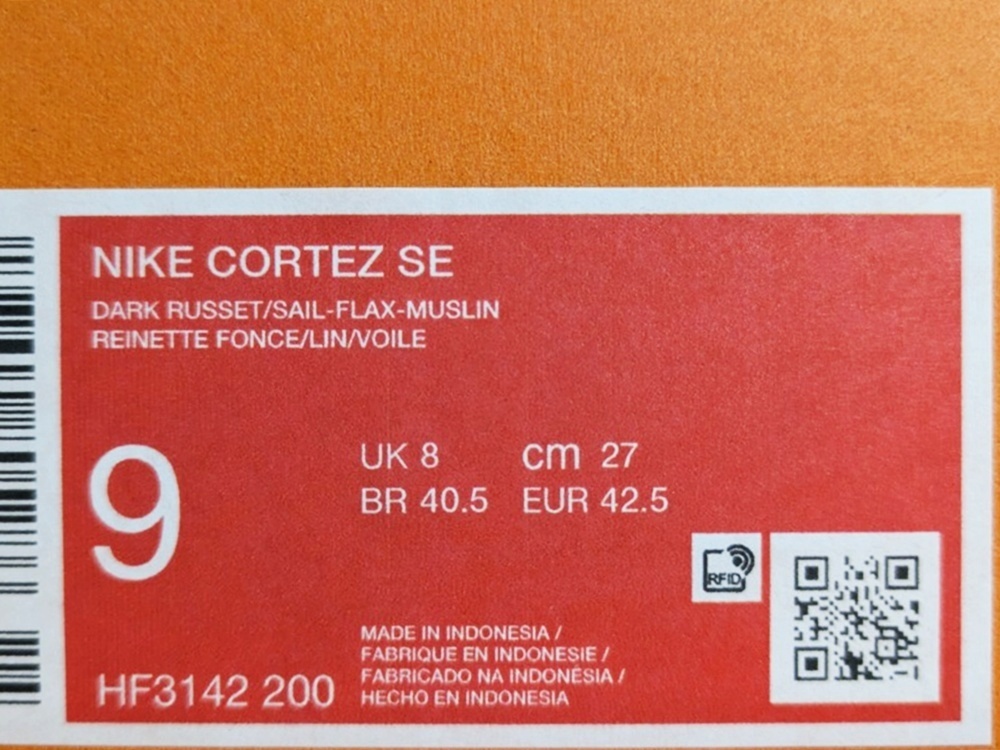 NIKE CORTEZ SE
DARK RUSSET/SAIL-FLAX-MUSLIN
REINETTE FONCE/LIN/VOILE
9
UK 8 cm 27
BR 40.5 EUR 42.5
RFID
HF3142 200
MADE IN INDONESIA /
FABRIQUE EN INDONESIE /
FABRICADO NA INDONÉSIA /
HECHO EN INDONESIA